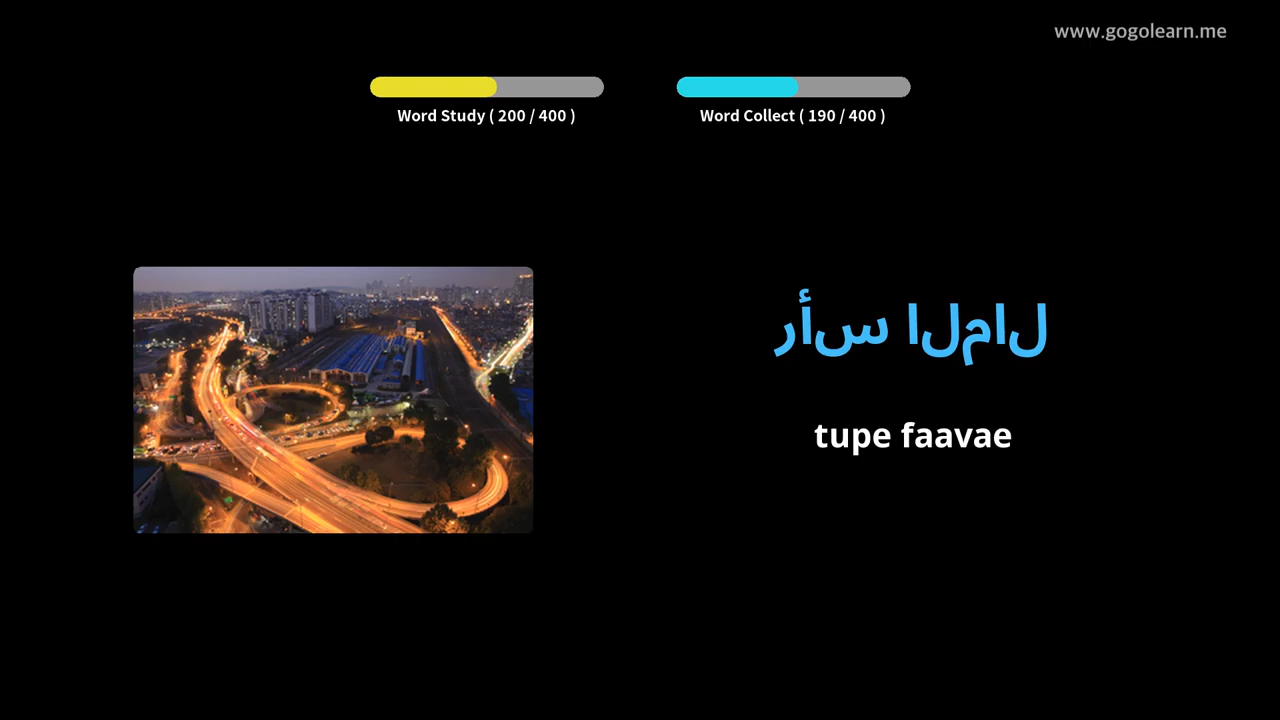 www.gogolearn.me
Word Study ( 200 / 400 )
Word Collect ( 190 / 400 )
رأس المال
tupe faavae